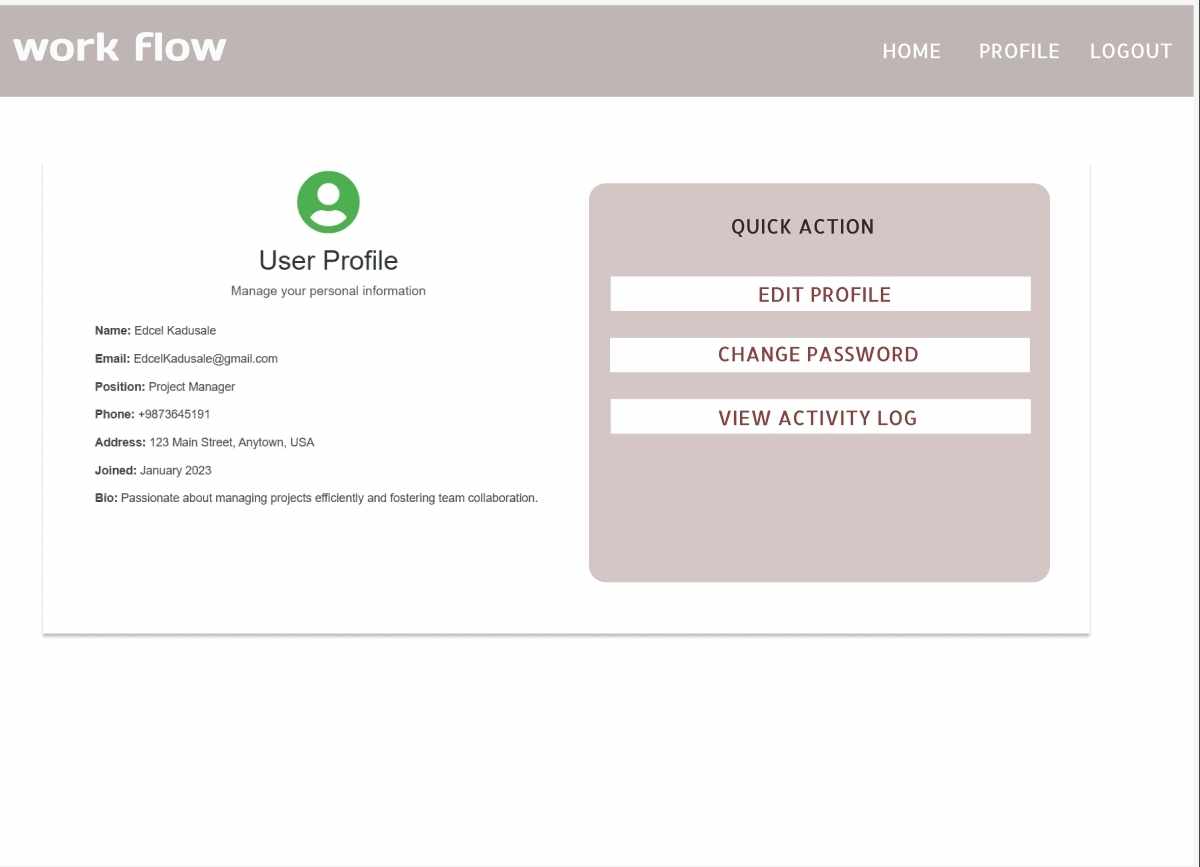 work flow
HOME PROFILE LOGOUT
User Profile
Manage your personal information
Name: Edcel Kadusale
Email: EdcelKadusale@gmail.com
Position: Project Manager
Phone: +9873645191
Address: 123 Main Street, Anytown, USA
Joined: January 2023
Bio: Passionate about managing projects efficiently and fostering team collaboration.
QUICK ACTION
EDIT PROFILE
CHANGE PASSWORD
VIEW ACTIVITY LOG